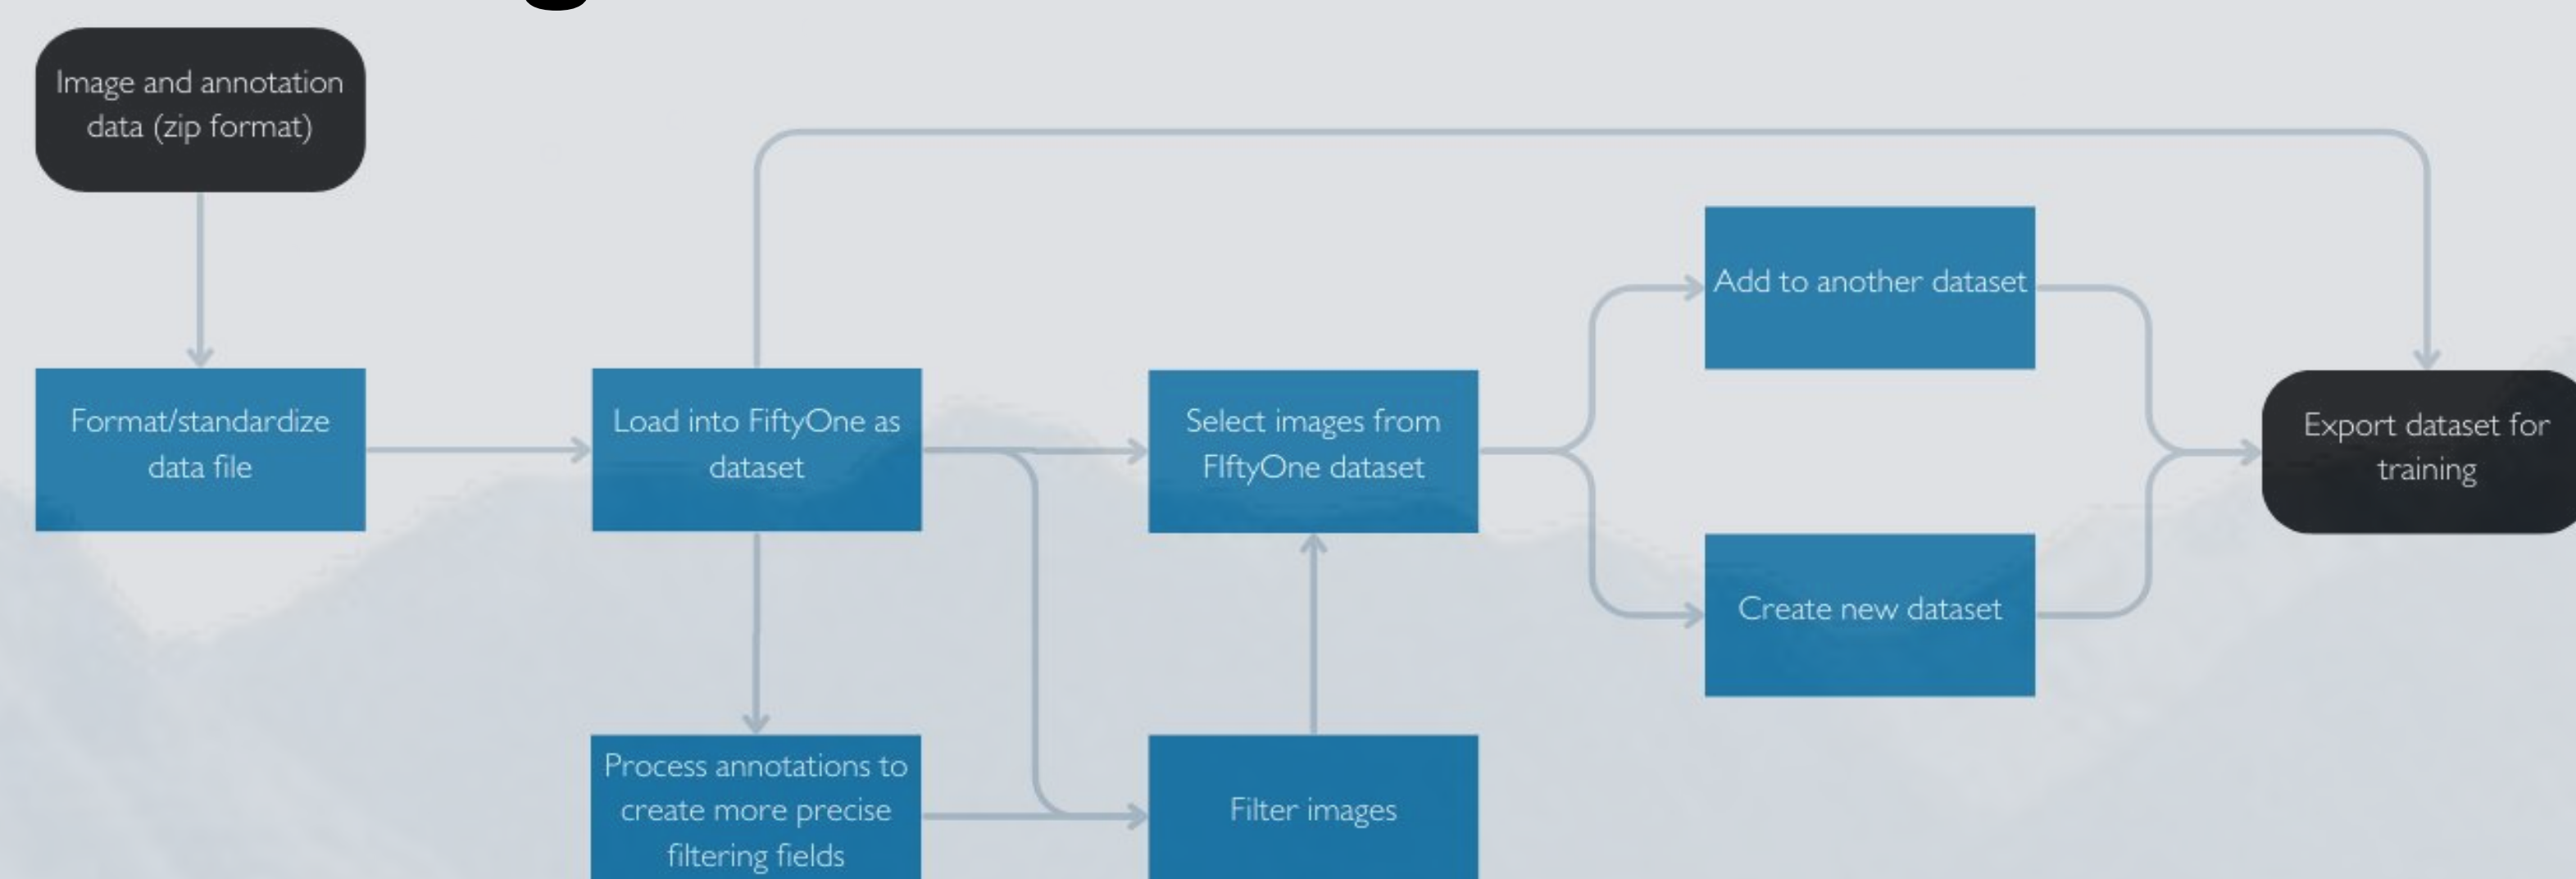 Image and annotation
data (zip format)
Format/standardize
data file
Load into FiftyOne as
dataset
Process annotations to
create more precise
filtering fields
Select images from
FIftyOne dataset
Filter images
Add to another dataset
Create new dataset
Export dataset for
training